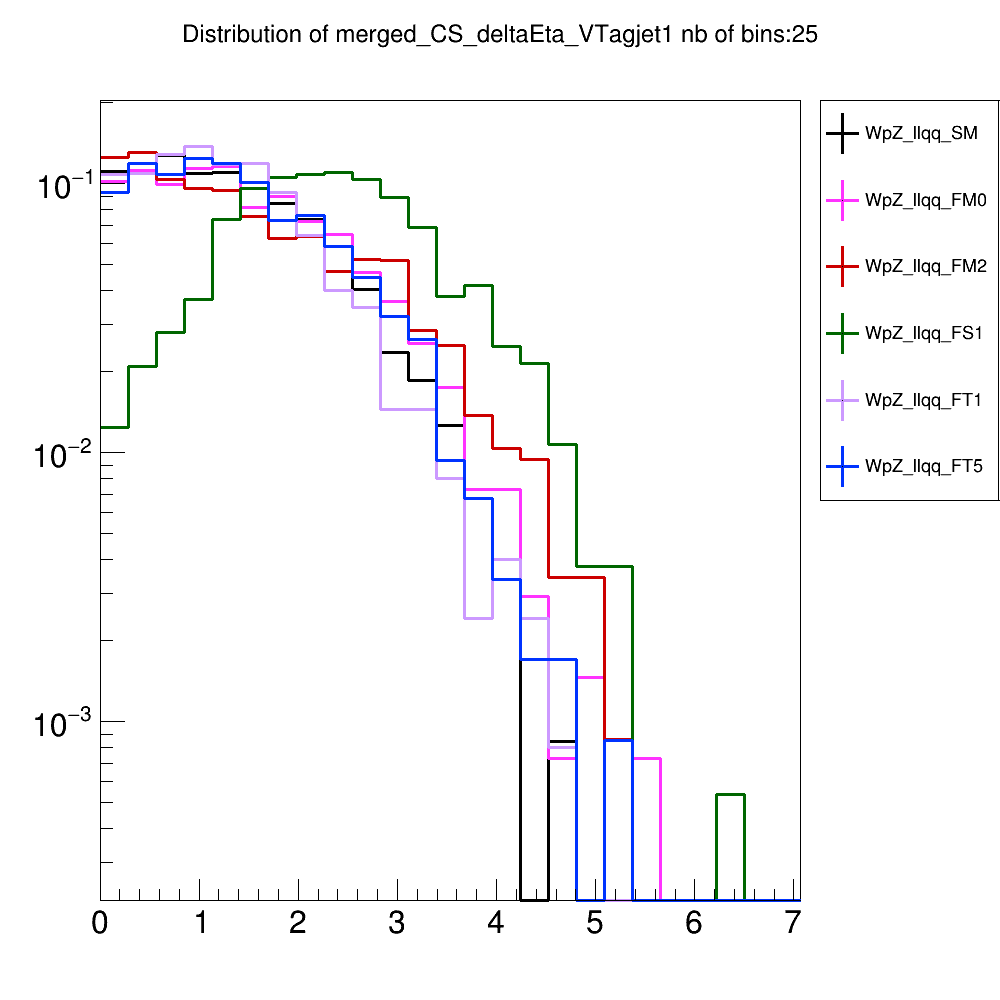 Distribution of merged_CS_deltaEta_VTagjet1 nb of bins:25
10⁻¹
10⁻²
10⁻³
0 1 2 3 4 5 6 7
WpZ_llqq_SM
WpZ_llqq_FM0
WpZ_llqq_FM2
WpZ_llqq_FS1
WpZ_llqq_FT1
WpZ_llqq_FT5